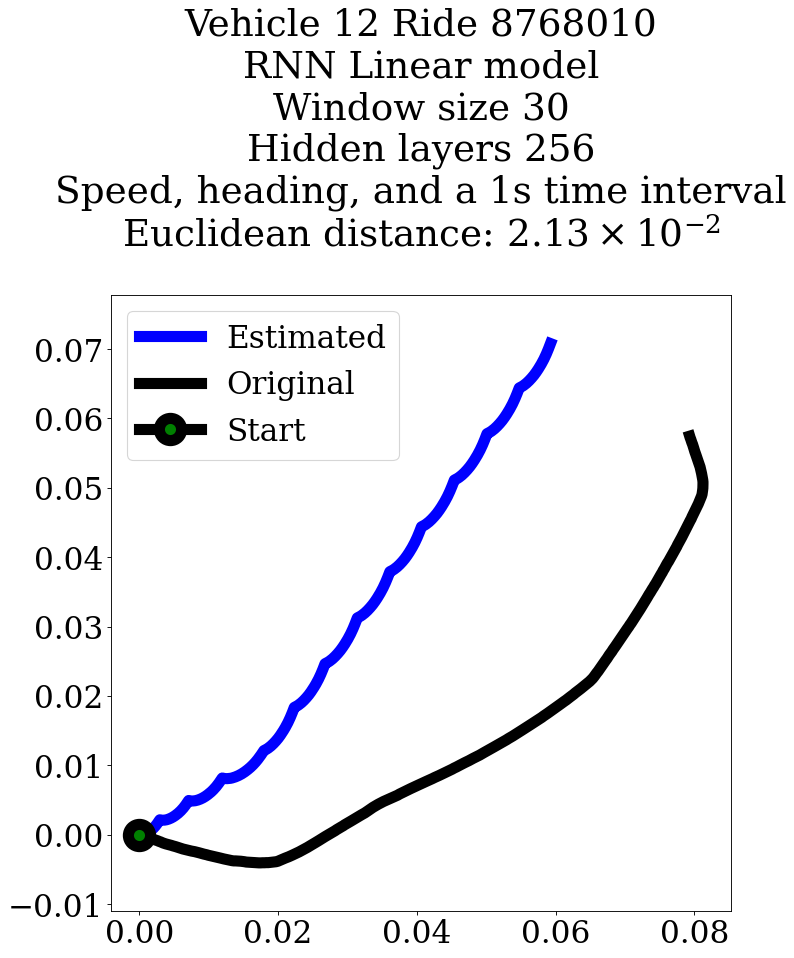 Vehicle 12 Ride 8768010
RNN Linear model
Window size 30
Hidden layers 256
Speed, heading, and a 1s time interval
Euclidean distance: 2.13 × 10⁻²
Estimated
Original
Start
0.07
0.06
0.05
0.04
0.03
0.02
0.01
0.00
−0.01
0.00 0.02 0.04 0.06 0.08